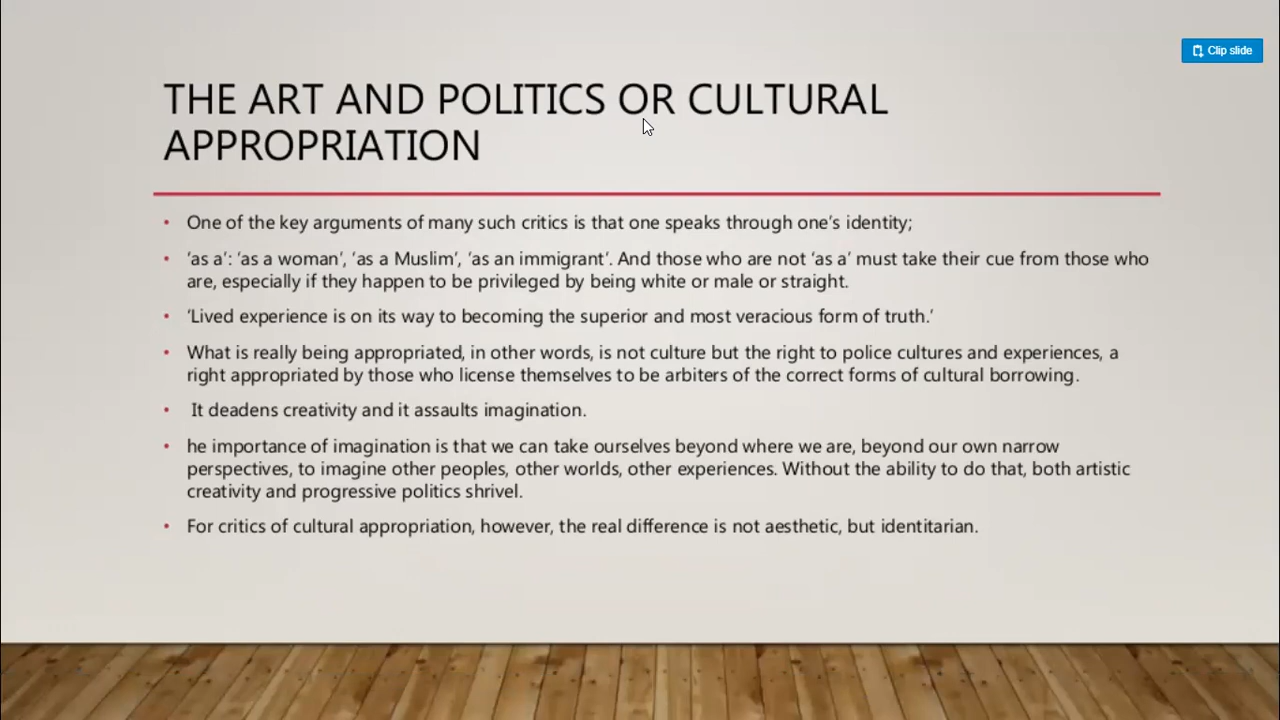 Clip slide
THE ART AND POLITICS OR CULTURAL
APPROPRIATION
• One of the key arguments of many such critics is that one speaks through one’s identity;
• ‘as a’: ‘as a woman’, ‘as a Muslim’, ‘as an immigrant’. And those who are not ‘as a’ must take their cue from those who
are, especially if they happen to be privileged by being white or male or straight.
• ‘Lived experience is on its way to becoming the superior and most veracious form of truth.’
• What is really being appropriated, in other words, is not culture but the right to police cultures and experiences, a
right appropriated by those who license themselves to be arbiters of the correct forms of cultural borrowing.
• It deadens creativity and it assaults imagination.
• he importance of imagination is that we can take ourselves beyond where we are, beyond our own narrow
perspectives, to imagine other peoples, other worlds, other experiences. Without the ability to do that, both artistic
creativity and progressive politics shrivel.
• For critics of cultural appropriation, however, the real difference is not aesthetic, but identitarian.